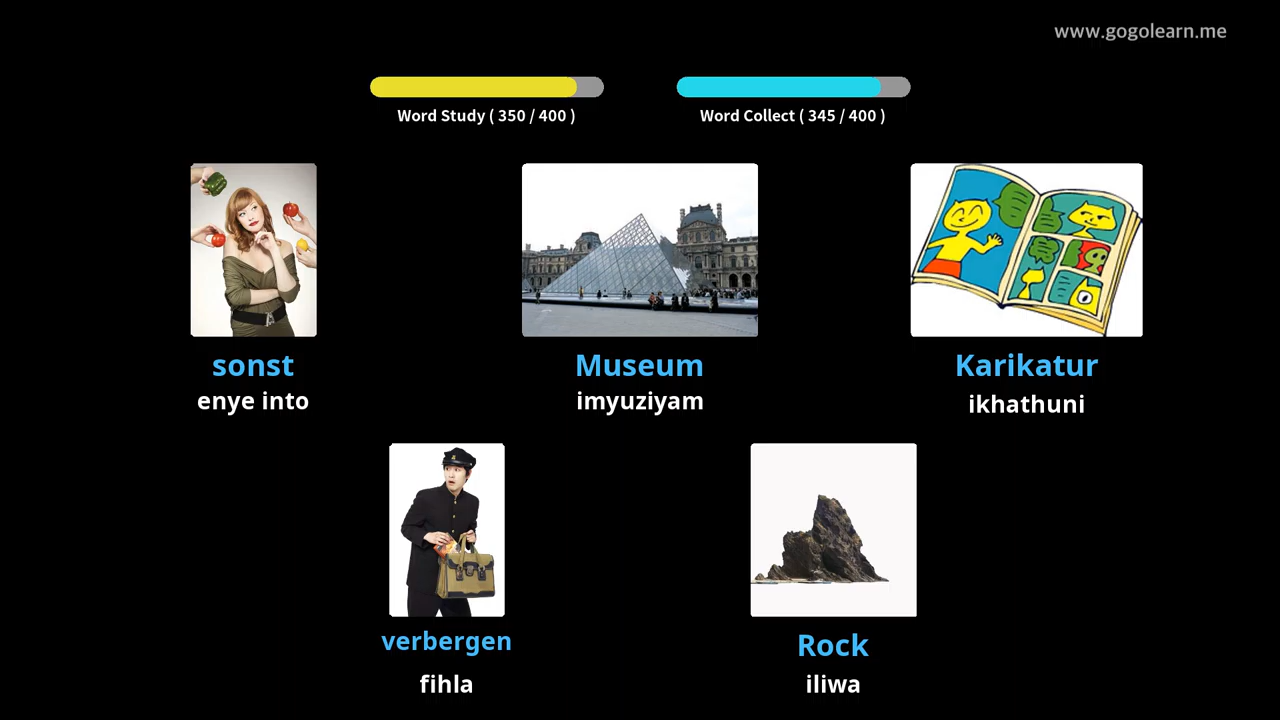 www.gogolearn.me
Word Study ( 350 / 400 )
Word Collect ( 345 / 400 )
sonst
enye into
Museum
imyuziyam
Karikatur
ikhathuni
verbergen
fihla
Rock
iliwa